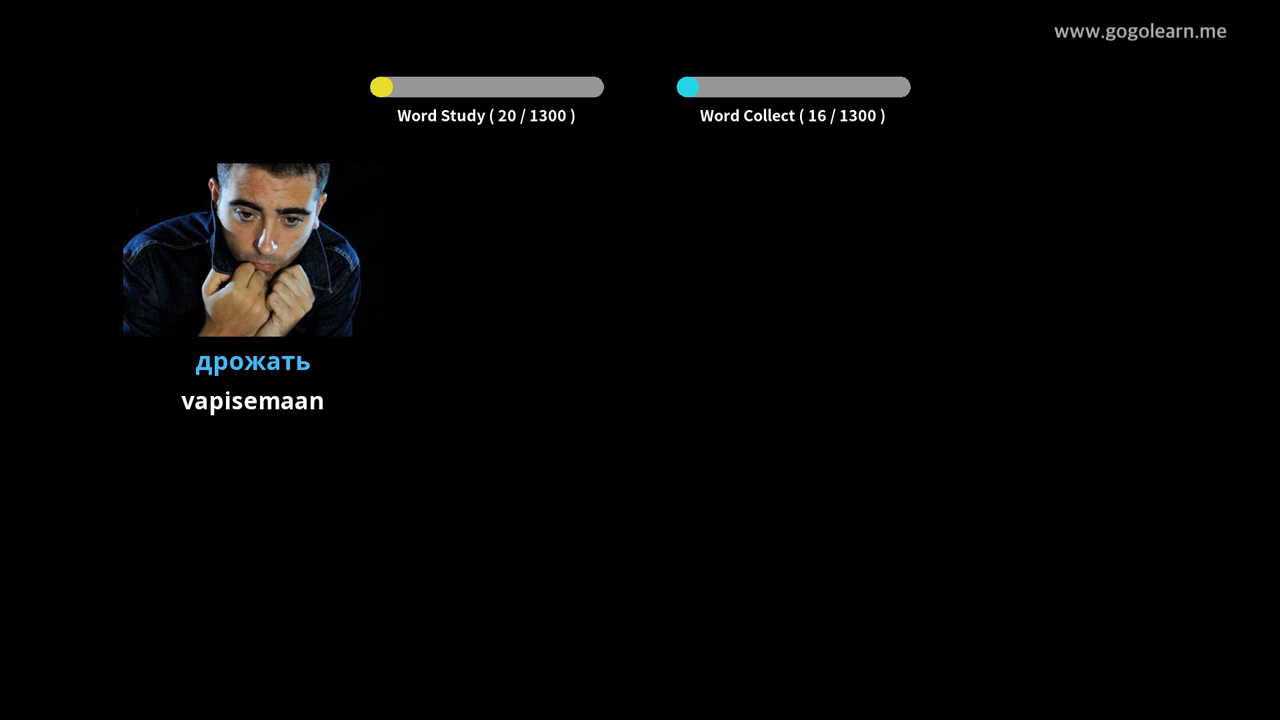 www.gogolearn.me
Word Study ( 20 / 1300 )
Word Collect ( 16 / 1300 )
дрожать
vapisemaan